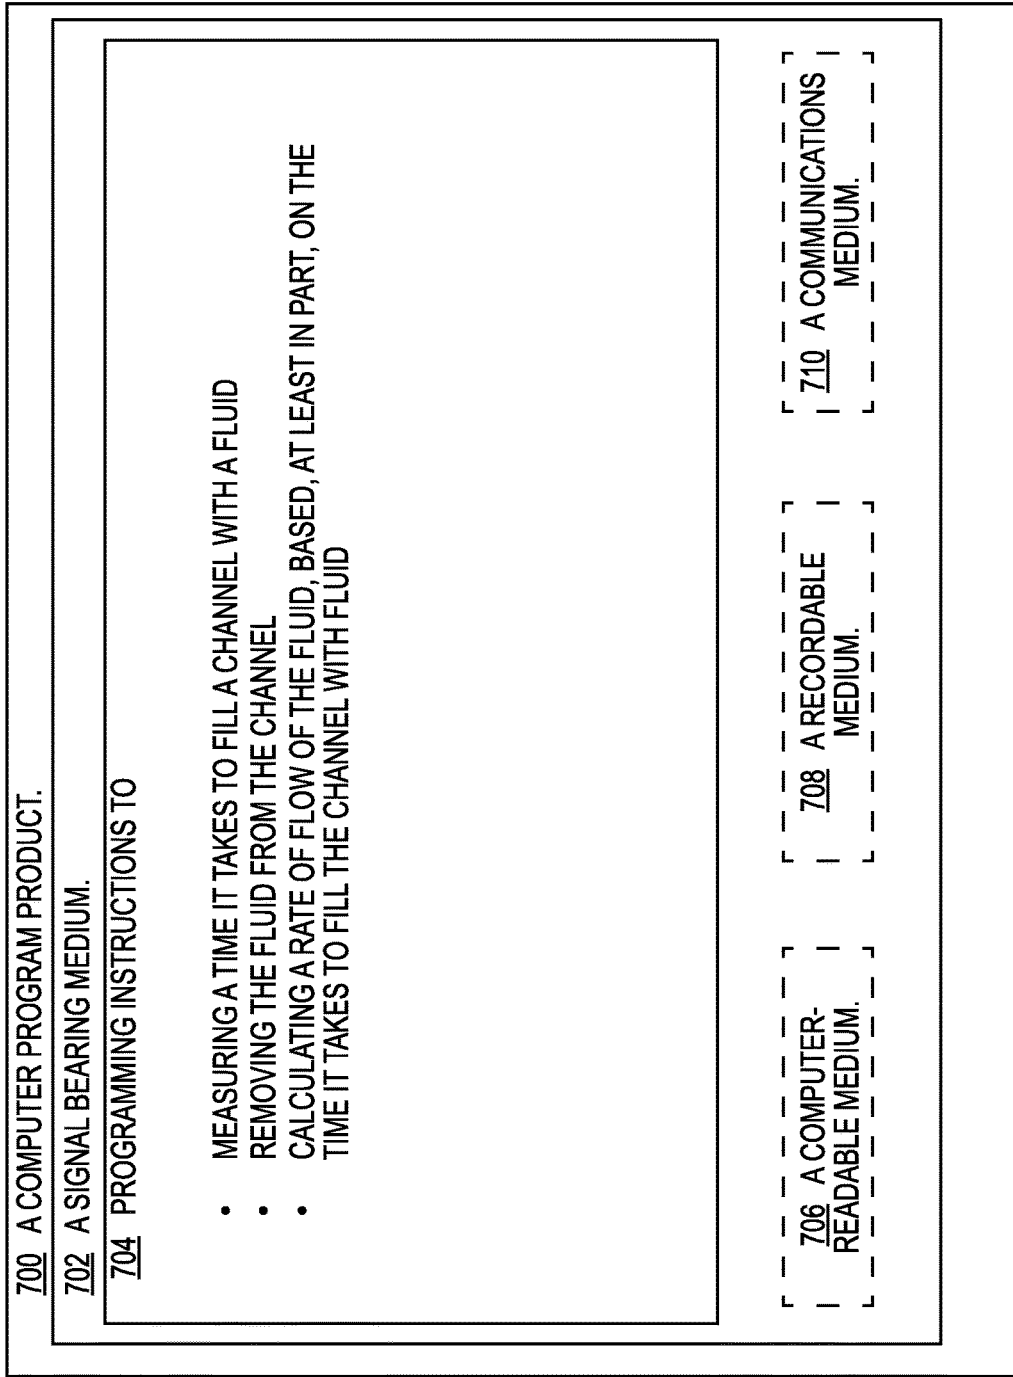 700 A COMPUTER PROGRAM PRODUCT.
702 A SIGNAL BEARING MEDIUM.
704 PROGRAMMING INSTRUCTIONS TO
• MEASURING A TIME IT TAKES TO FILL A CHANNEL WITH A FLUID
• REMOVING THE FLUID FROM THE CHANNEL
• CALCULATING A RATE OF FLOW OF THE FLUID, BASED, AT LEAST IN PART, ON THE
TIME IT TAKES TO FILL THE CHANNEL WITH FLUID
706 A COMPUTER-
READABLE MEDIUM.
708 A RECORDABLE
MEDIUM.
710 A COMMUNICATIONS
MEDIUM.